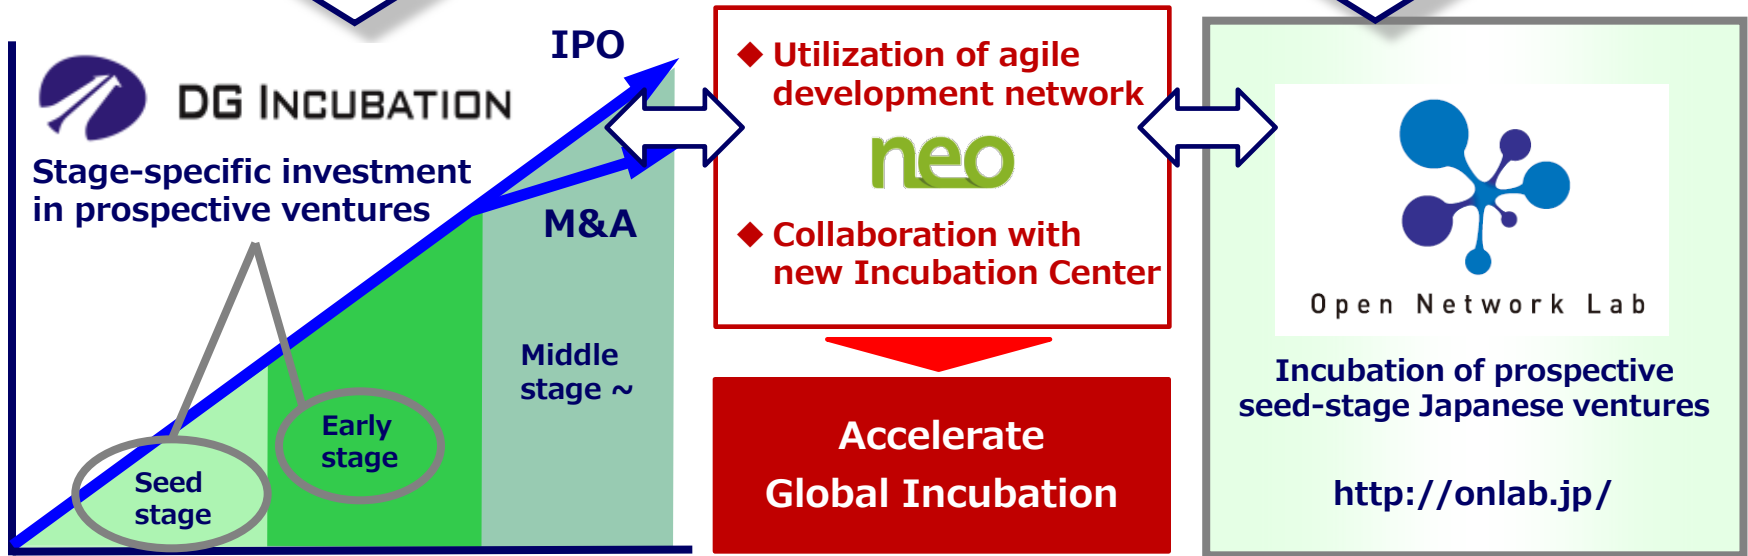 DG INCUBATION
Stage-specific investment
in prospective ventures
IPO
M&A
Middle
stage ~
Early
stage
Seed
stage
◆ Utilization of agile
development network
neo
◆ Collaboration with
new Incubation Center
Accelerate
Global Incubation
Open Network Lab
Incubation of prospective
seed-stage Japanese ventures
http://onlab.jp/